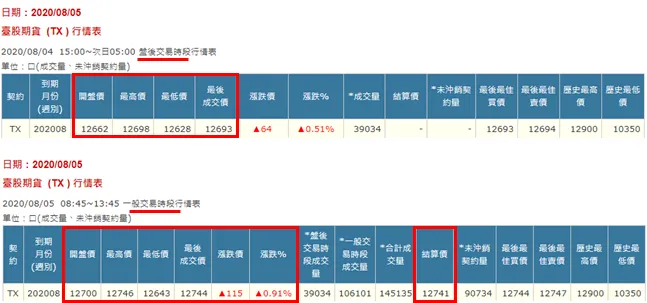 日期：2020/08/05
臺股期貨 (TX) 行情表
2020/08/04 15:00~次日05:00 盤後交易時段行情表
單位：口(成交量、未沖銷契約量)
契約 到期月份(週別) 開盤價 最高價 最低價 最後成交價 漲跌價 漲跌% *成交量 結算價 *未沖銷契約量 最後最佳買價 最後最佳賣價 歷史最高價 歷史最低價
TX 202008 12662 12698 12628 12693 ▲64 ▲0.51% 39034 - - 12693 12694 12900 10350
日期：2020/08/05
臺股期貨 (TX) 行情表
2020/08/05 08:45~13:45 一般交易時段行情表
單位：口(成交量、未沖銷契約量)
契約 到期月份(週別) 開盤價 最高價 最低價 最後成交價 漲跌價 漲跌% *盤後交易時段成交量 *一般交易時段成交量 *合計成交量 結算價 *未沖銷契約量 最後最佳買價 最後最佳賣價 歷史最高價 歷史最低價
TX 202008 12700 12746 12643 12744 ▲115 ▲0.91% 39034 106101 145135 12741 90734 12744 12747 12900 10350